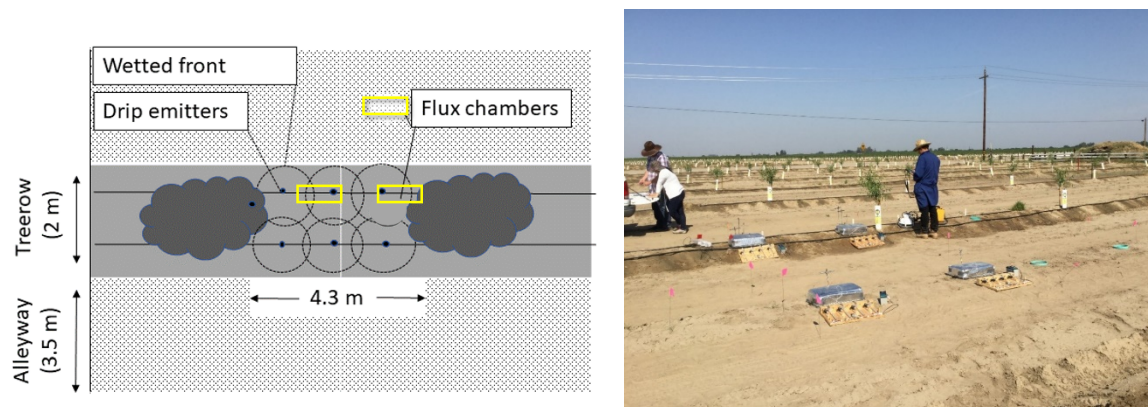 Wetted front
Drip emitters
Flux chambers
Treerow
(2 m)
4.3 m
Alleyway
(3.5 m)